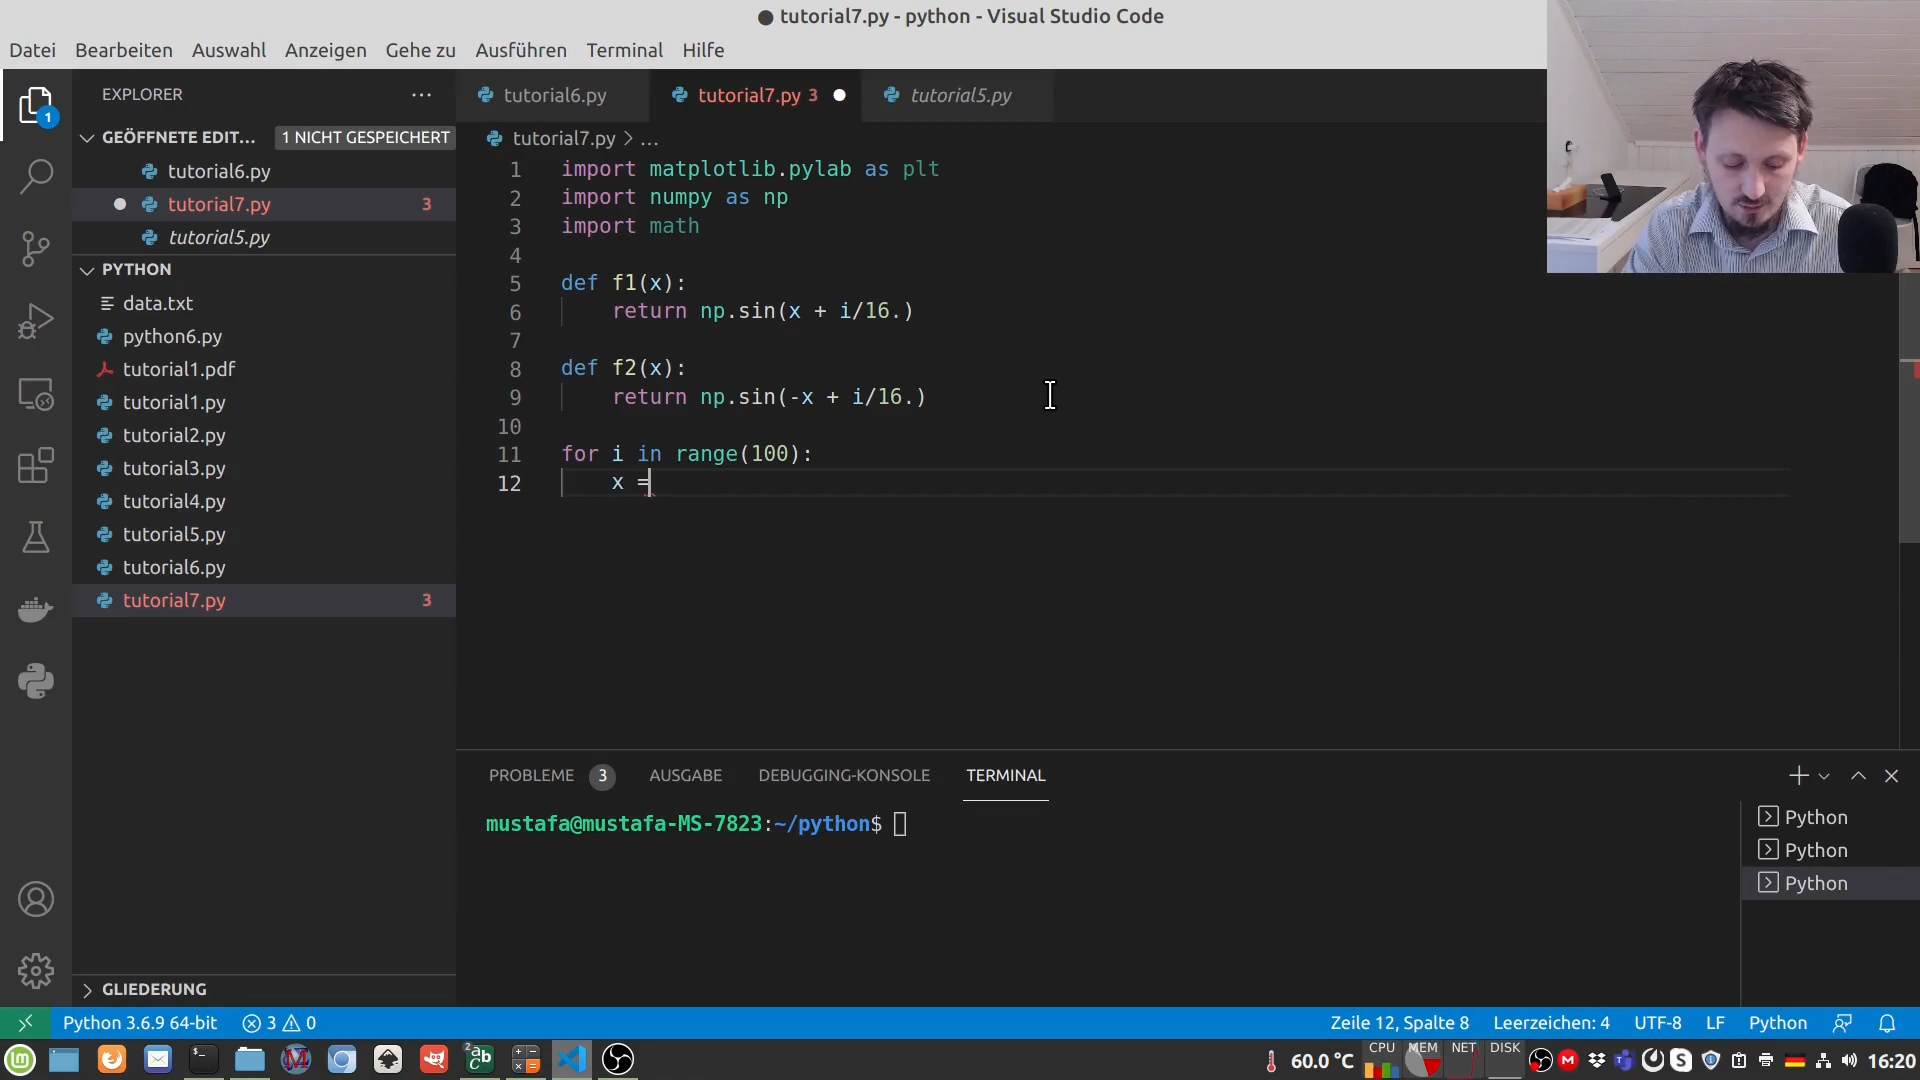 tutorial7.py - python - Visual Studio Code
Datei Bearbeiten Auswahl Anzeigen Gehe zu Ausführen Terminal Hilfe
EXPLORER
GEÖFFNETE EDIT... 1 NICHT GESPEICHERT
tutorial6.py
tutorial7.py 3
tutorial5.py
PYTHON
data.txt
python6.py
tutorial1.pdf
tutorial1.py
tutorial2.py
tutorial3.py
tutorial4.py
tutorial5.py
tutorial6.py
tutorial7.py 3
GLIEDERUNG
1
tutorial6.py tutorial7.py 3 tutorial5.py
tutorial7.py > ...
1 import matplotlib.pylab as plt
2 import numpy as np
3 import math
4
5 def f1(x):
6 return np.sin(x + i/16.)
7
8 def f2(x):
9 return np.sin(-x + i/16.)
10
11 for i in range(100):
12 x =
PROBLEME 3 AUSGABE DEBUGGING-KONSOLE TERMINAL
mustafa@mustafa-MS-7823:~/python$
Python
Python
Python
Python 3.6.9 64-bit 3 0 Zeile 12, Spalte 8 Leerzeichen: 4 UTF-8 LF Python
60.0 °C CPU MEM NET DISK 16:20